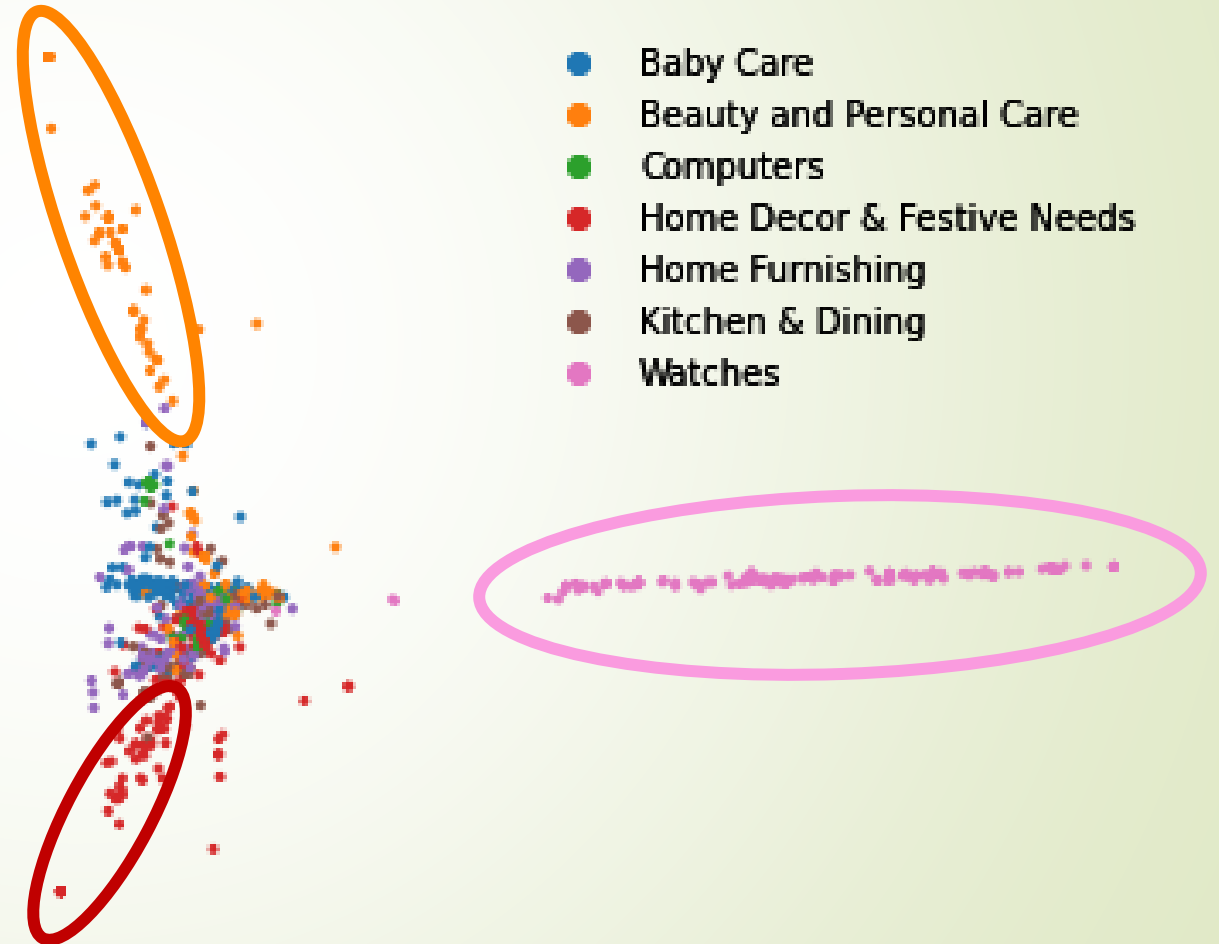 Baby Care
Beauty and Personal Care
Computers
Home Decor & Festive Needs
Home Furnishing
Kitchen & Dining
Watches